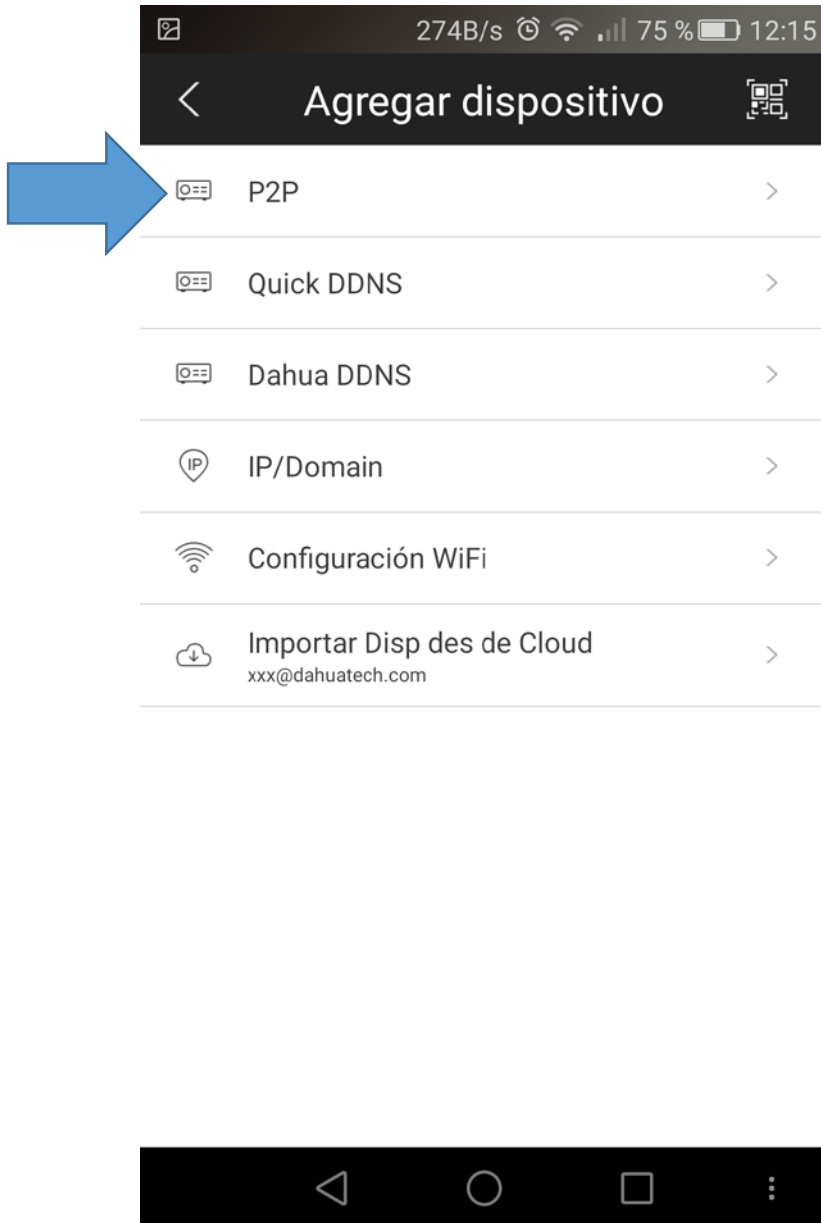 274B/s 75 % 12:15
Agregar dispositivo
P2P
Quick DDNS
Dahua DDNS
IP
IP/Domain
Configuración WiFi
Importar Disp des de Cloud
xxx@dahuatech.com